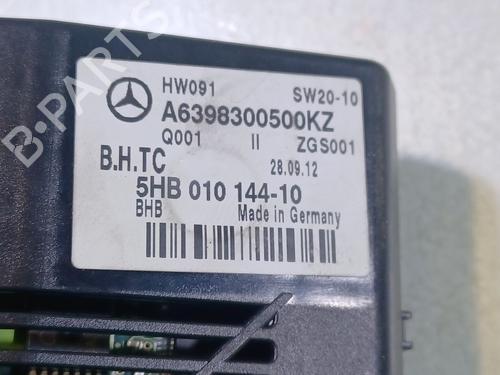 B-PARTS
HW091 SW20-10
A6398300500KZ
Q001 II ZGS001
B.H.TC 28.09.12
5HB 010 144-10
BHB Made in Germany